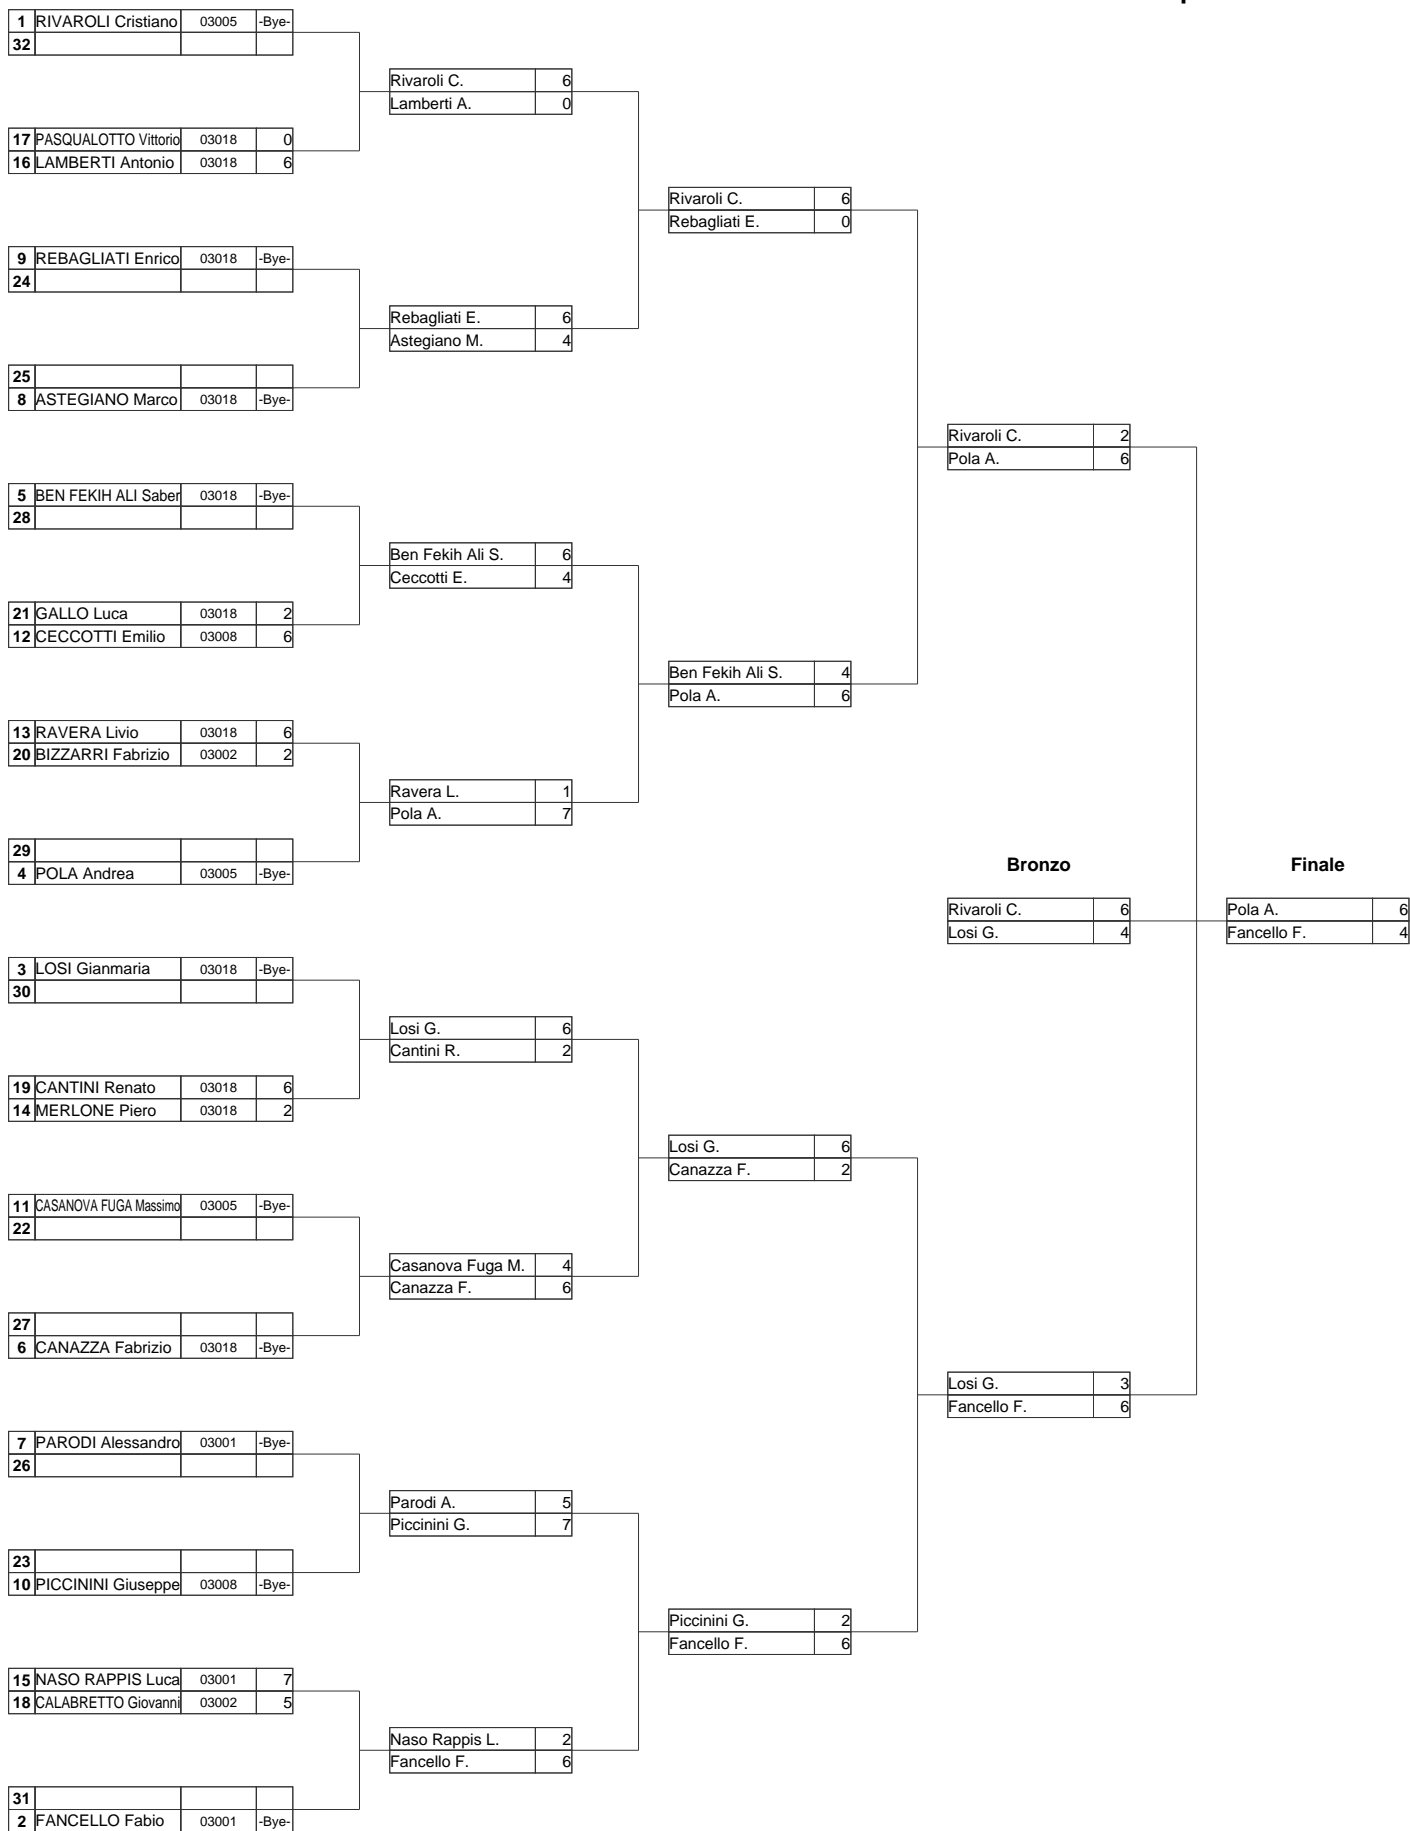 1 RIVAROLI Cristiano 03005 -Bye-
32
Rivaroli C. 6
Lamberti A. 0
17 PASQUALOTTO Vittorio 03018 0
16 LAMBERTI Antonio 03018 6
Rivaroli C. 6
Rebagliati E. 0
9 REBAGLIATI Enrico 03018 -Bye-
24
Rebagliati E. 6
Astegiano M. 4
25
8 ASTEGIANO Marco 03018 -Bye-
Rivaroli C. 2
Pola A. 6
5 BEN FEKIH ALI Saber 03018 -Bye-
28
Ben Fekih Ali S. 6
Ceccotti E. 4
21 GALLO Luca 03018 2
12 CECCOTTI Emilio 03008 6
Ben Fekih Ali S. 4
Pola A. 6
13 RAVERA Livio 03018 6
20 BIZZARRI Fabrizio 03002 2
Ravera L. 1
Pola A. 7
29
4 POLA Andrea 03005 -Bye-
Bronzo Finale
Rivaroli C. 6 Pola A. 6
Losi G. 4 Fancello F. 4
3 LOSI Gianmaria 03018 -Bye-
30
Losi G. 6
Cantini R. 2
19 CANTINI Renato 03018 6
14 MERLONE Piero 03018 2
Losi G. 6
Canazza F. 2
11 CASANOVA FUGA Massimo 03005 -Bye-
22
Casanova Fuga M. 4
Canazza F. 6
27
6 CANAZZA Fabrizio 03018 -Bye-
Losi G. 3
Fancello F. 6
7 PARODI Alessandro 03001 -Bye-
26
Parodi A. 5
Piccinini G. 7
23
10 PICCININI Giuseppe 03008 -Bye-
Piccinini G. 2
Fancello F. 6
15 NASO RAPPIS Luca 03001 7
18 CALABRETTO Giovanni 03002 5
Naso Rappis L. 2
Fancello F. 6
31
2 FANCELLO Fabio 03001 -Bye-